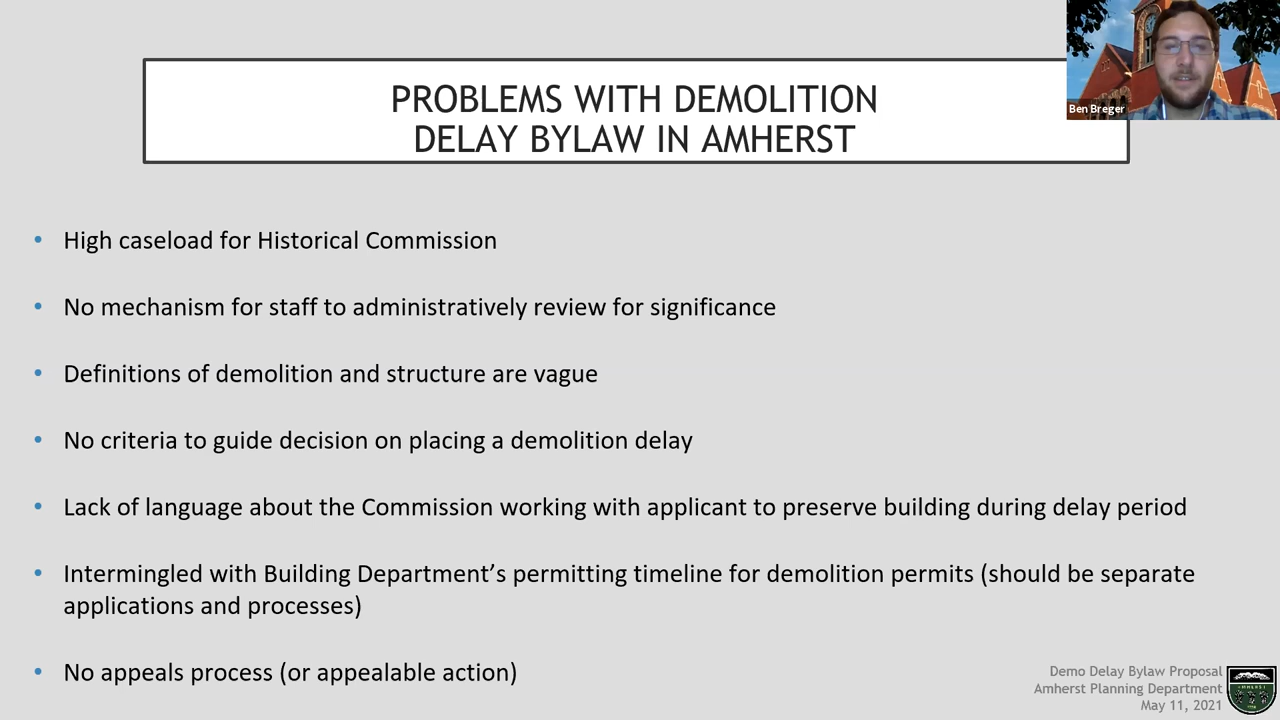 Ben Breger
PROBLEMS WITH DEMOLITION
DELAY BYLAW IN AMHERST
• High caseload for Historical Commission
• No mechanism for staff to administratively review for significance
• Definitions of demolition and structure are vague
• No criteria to guide decision on placing a demolition delay
• Lack of language about the Commission working with applicant to preserve building during delay period
• Intermingled with Building Department’s permitting timeline for demolition permits (should be separate
applications and processes)
• No appeals process (or appealable action)
Demo Delay Bylaw Proposal
Amherst Planning Department
May 11, 2021